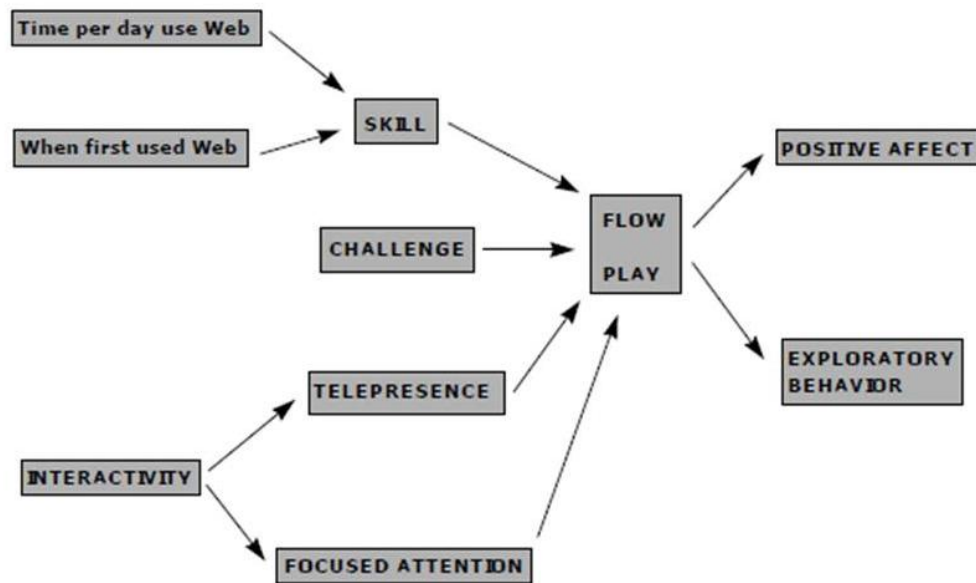 Time per day use Web
SKILL
When first used Web
POSITIVE AFFECT
FLOW
PLAY
CHALLENGE
EXPLORATORY
BEHAVIOR
TELEPRESENCE
INTERACTIVITY
FOCUSED ATTENTION